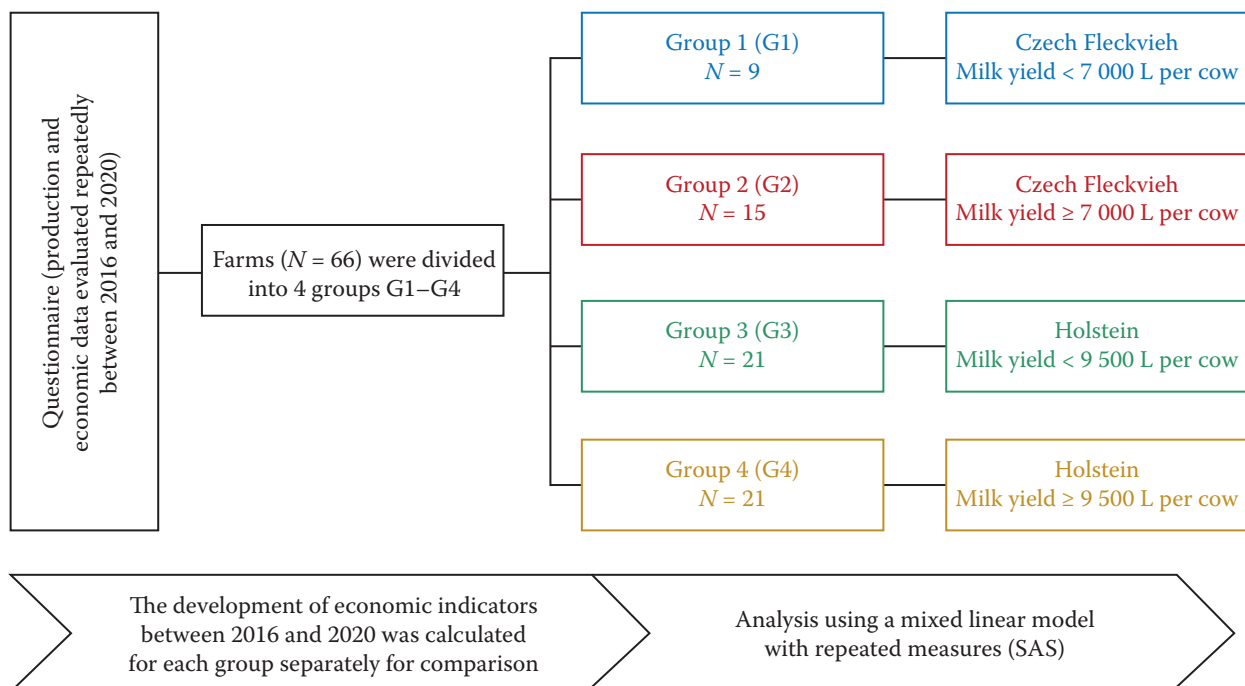 Questionnaire (production and
economic data evaluated repeatedly
between 2016 and 2020)
Farms (N = 66) were divided
into 4 groups G1–G4
Group 1 (G1)
N = 9
Czech Fleckvieh
Milk yield < 7 000 L per cow
Group 2 (G2)
N = 15
Czech Fleckvieh
Milk yield ≥ 7 000 L per cow
Group 3 (G3)
N = 21
Holstein
Milk yield < 9 500 L per cow
Group 4 (G4)
N = 21
Holstein
Milk yield ≥ 9 500 L per cow
The development of economic indicators
between 2016 and 2020 was calculated
for each group separately for comparison
Analysis using a mixed linear model
with repeated measures (SAS)